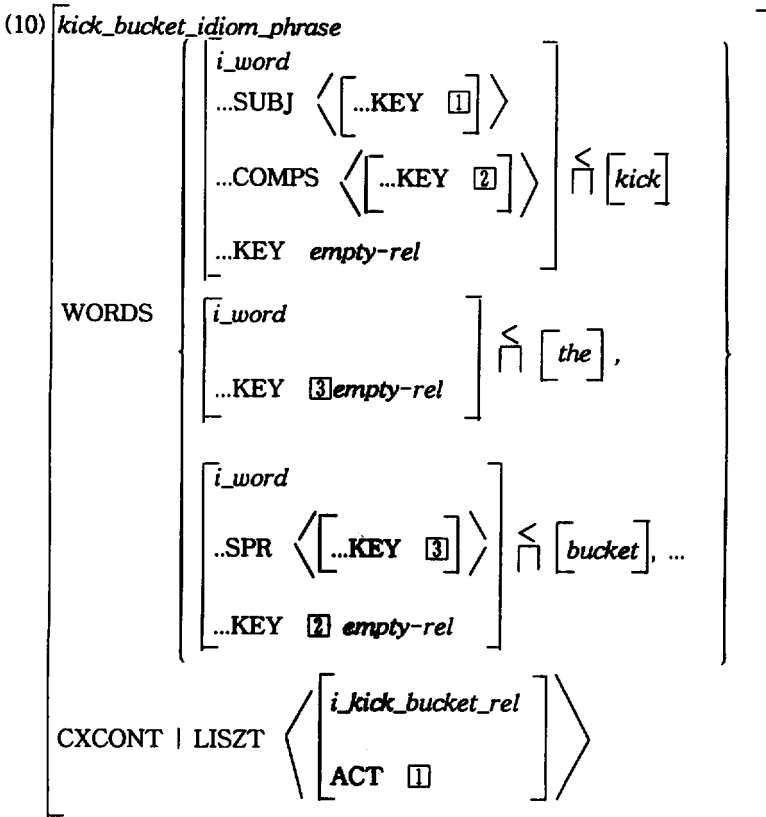 (10) kick_bucket_idiom_phrase
i_word
...SUBJ ⟨[...KEY [1]]⟩
...COMPS ⟨[...KEY [2]]⟩ ≤⊓ [kick]
...KEY empty-rel
WORDS
i_word
≤⊓ [the],
...KEY [3]empty-rel
i_word
..SPR ⟨[...KEY [3]]⟩ ≤⊓ [bucket], ...
...KEY [2] empty-rel
i_kick_bucket_rel
CXCONT | LISZT
ACT [1]